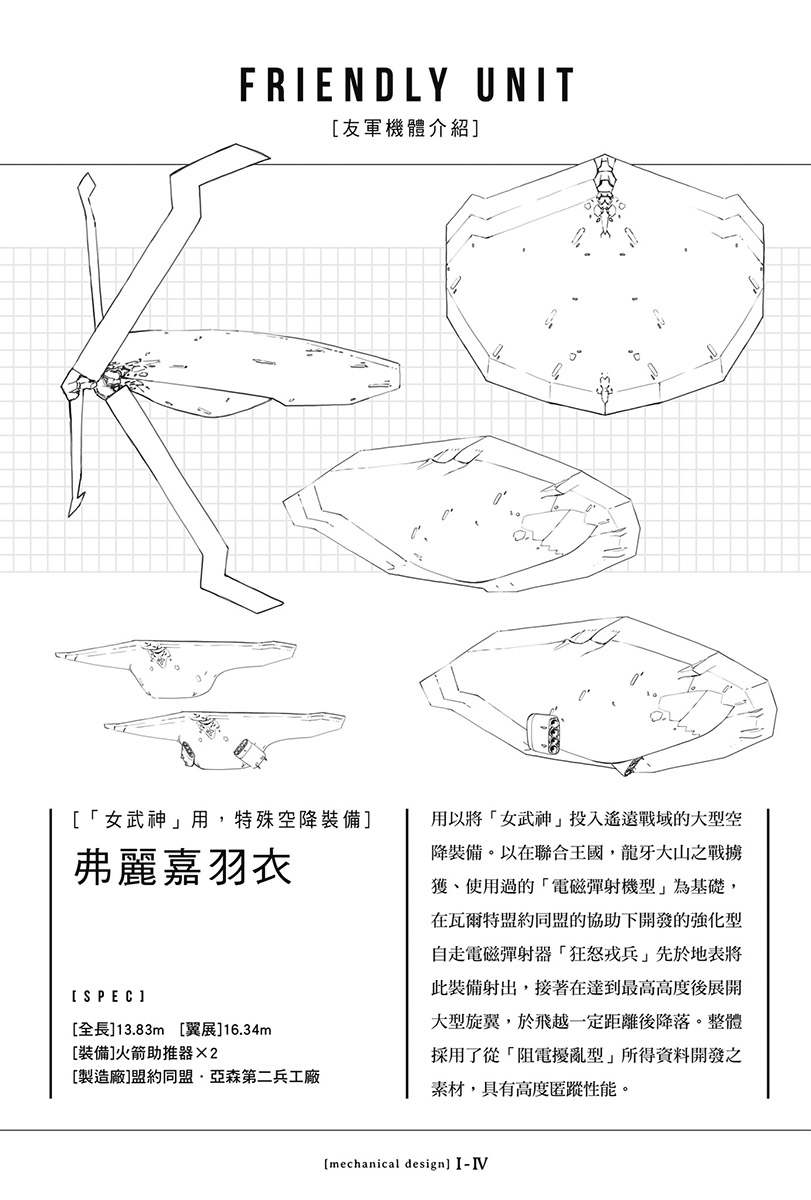 FRIENDLY UNIT
[友軍機體介紹]
[「女武神」用，特殊空降裝備]
弗麗嘉羽衣
[SPEC]
[全長]13.83m [翼展]16.34m
[裝備]火箭助推器×2
[製造廠]盟約同盟．亞森第二兵工廠
用以將「女武神」投入遙遠戰域的大型空
降裝備。以在聯合王國，龍牙大山之戰擄
獲、使用過的「電磁彈射機型」為基礎，
在瓦爾特盟約同盟的協助下開發的強化型
自走電磁彈射器「狂怒戎兵」先於地表將
此裝備射出，接著在達到最高高度後展開
大型旋翼，於飛越一定距離後降落。整體
採用了從「阻電擾亂型」所得資料開發之
素材，具有高度匿蹤性能。
[mechanical design] I-IV